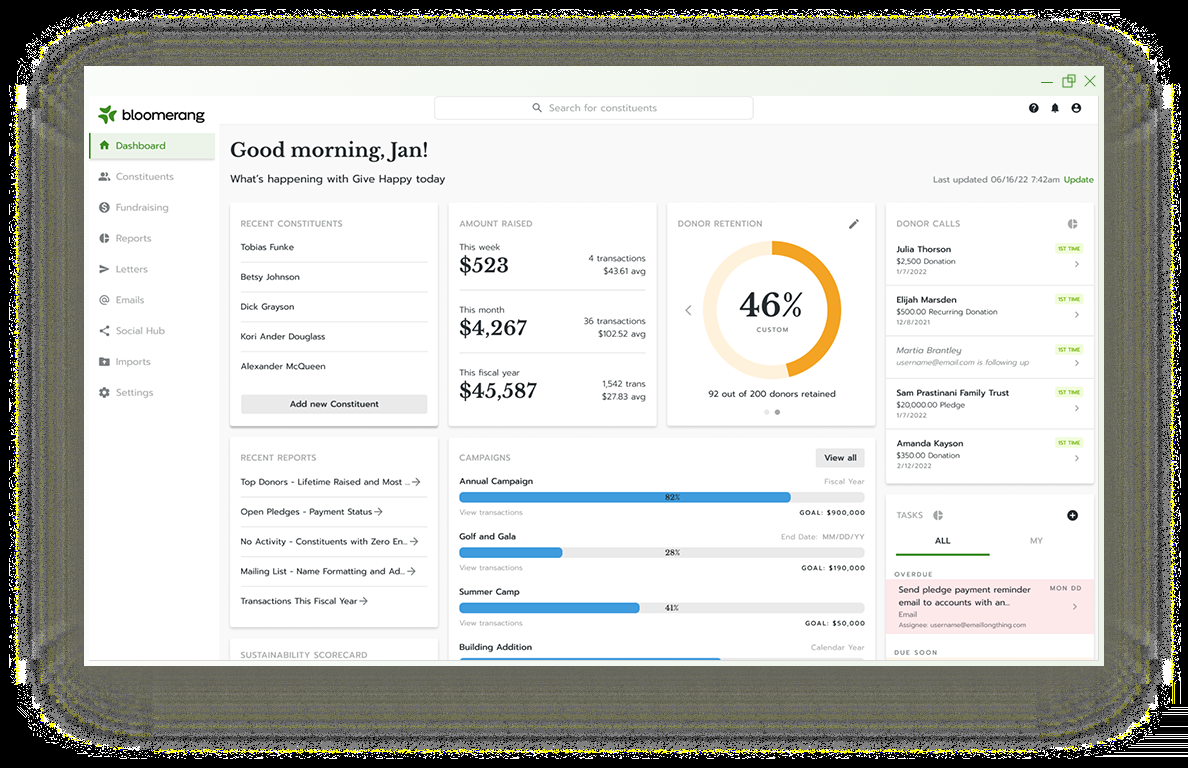 bloomerang
Search for constituents
Dashboard
Constituents
Fundraising
Reports
Letters
Emails
Social Hub
Imports
Settings
Good morning, Jan!
What's happening with Give Happy today
Last updated 06/16/22 7:42am Update
RECENT CONSTITUENTS
Tobias Funke
Betsy Johnson
Dick Grayson
Kori Ander Douglass
Alexander McQueen
Add new Constituent
AMOUNT RAISED
This week
$523
4 transactions
$43.61 avg
This month
$4,267
36 transactions
$102.52 avg
This fiscal year
$45,587
1,542 trans
$27.83 avg
DONOR RETENTION
46%
CUSTOM
92 out of 200 donors retained
DONOR CALLS
Julia Thorson
1ST TIME
$2,500 Donation
1/7/2022
Elijah Marsden
1ST TIME
$500.00 Recurring Donation
12/8/2021
Martia Brantley
1ST TIME
username@email.com is following up
Sam Prastinani Family Trust
1ST TIME
$20,000.00 Pledge
1/7/2022
Amanda Kayson
1ST TIME
$350.00 Donation
2/12/2022
RECENT REPORTS
Top Donors - Lifetime Raised and Most ...
Open Pledges - Payment Status
No Activity - Constituents with Zero En...
Mailing List - Name Formatting and Ad...
Transactions This Fiscal Year
SUSTAINABILITY SCORECARD
CAMPAIGNS
View all
Annual Campaign
Fiscal Year
82%
View transactions
GOAL: $900,000
Golf and Gala
End Date: MM/DD/YY
28%
View transactions
GOAL: $190,000
Summer Camp
41%
View transactions
GOAL: $50,000
Building Addition
Calendar Year
TASKS
ALL
MY
OVERDUE
Send pledge payment reminder
email to accounts with an...
MON DD
Email
Assignee: username@emaillongthing.com
DUE SOON